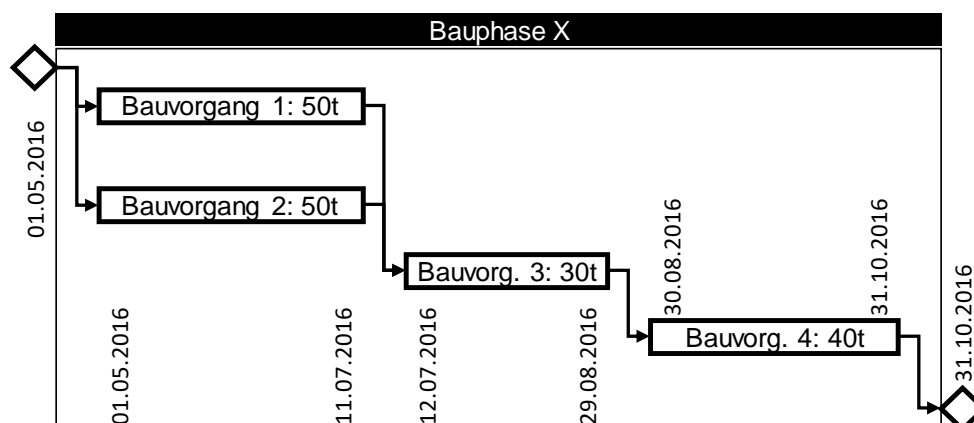 Bauphase X
Bauvorgang 1: 50t
01.05.2016
Bauvorgang 2: 50t
Bauvorg. 3: 30t
30.08.2016
31.10.2016
31.10.2016
Bauvorg. 4: 40t
01.05.2016
11.07.2016
12.07.2016
29.08.2016